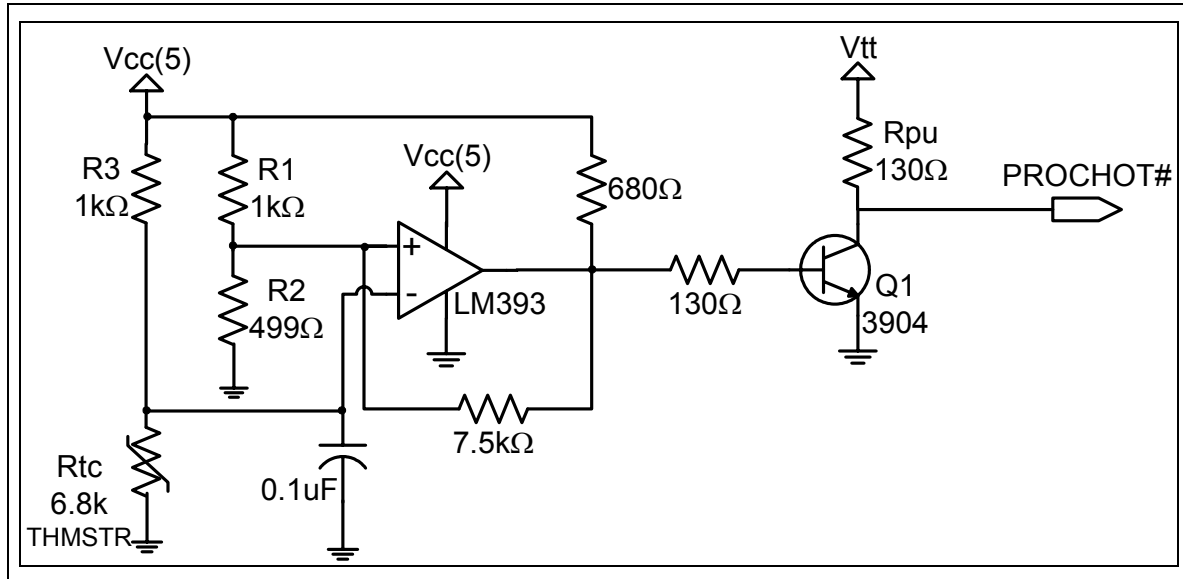 Vcc(5)
R3
1kΩ
R1
1kΩ
R2
499Ω
Vcc(5)
+
-
LM393
680Ω
7.5kΩ
130Ω
Vtt
Rpu
130Ω
PROCHOT#
Q1
3904
Rtc
6.8k
THMSTR
0.1uF